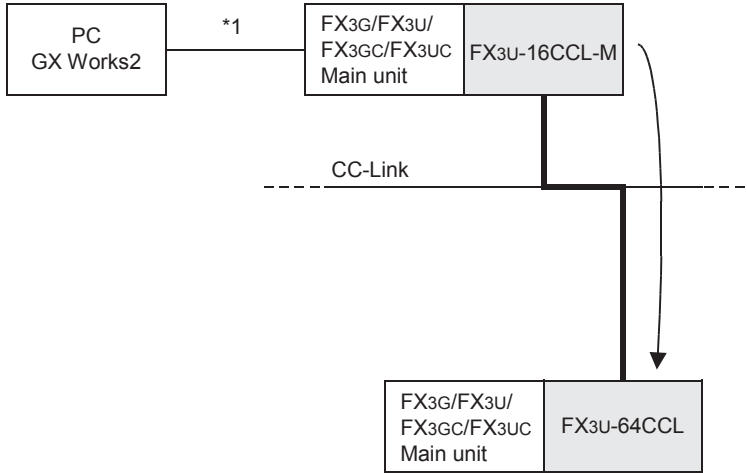 PC
GX Works2
*1
FX3G/FX3U/
FX3GC/FX3UC
Main unit
FX3U-16CCL-M
CC-Link
FX3G/FX3U/
FX3GC/FX3UC
Main unit
FX3U-64CCL